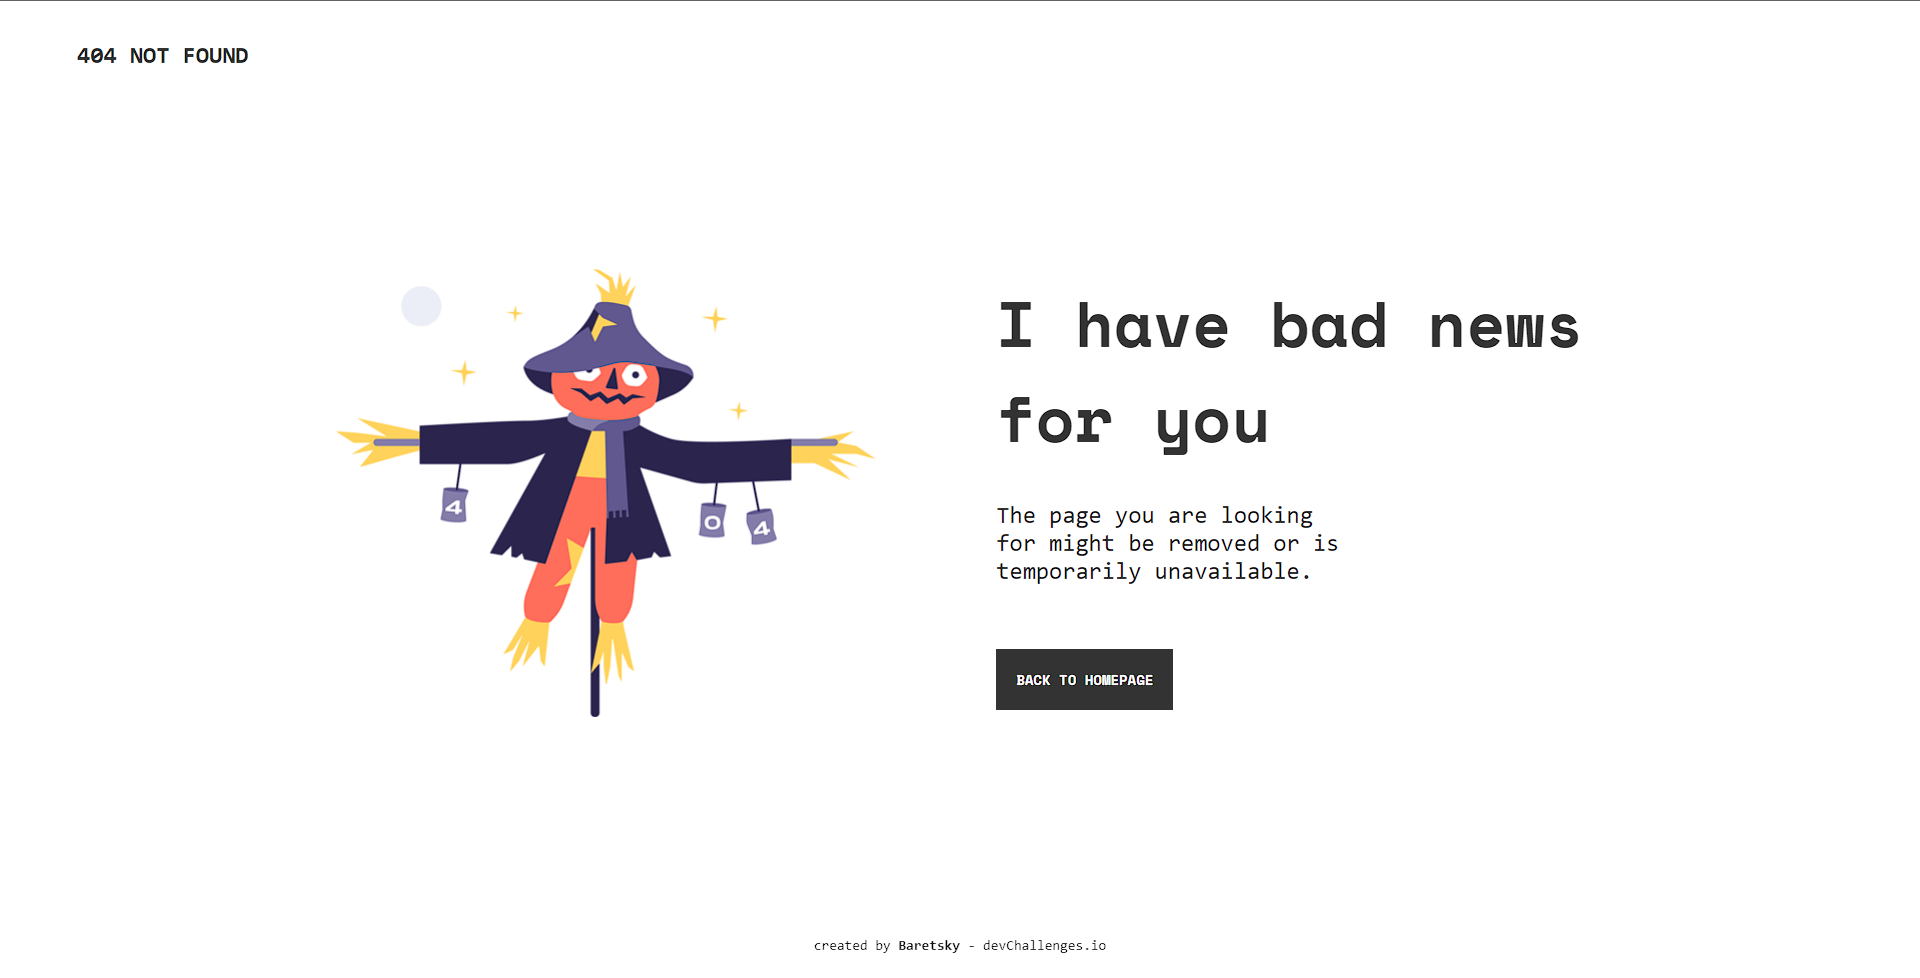 404 NOT FOUND
4
0
4
I have bad news
for you
The page you are looking
for might be removed or is
temporarily unavailable.
BACK TO HOMEPAGE
created by Baretsky - devChallenges.io